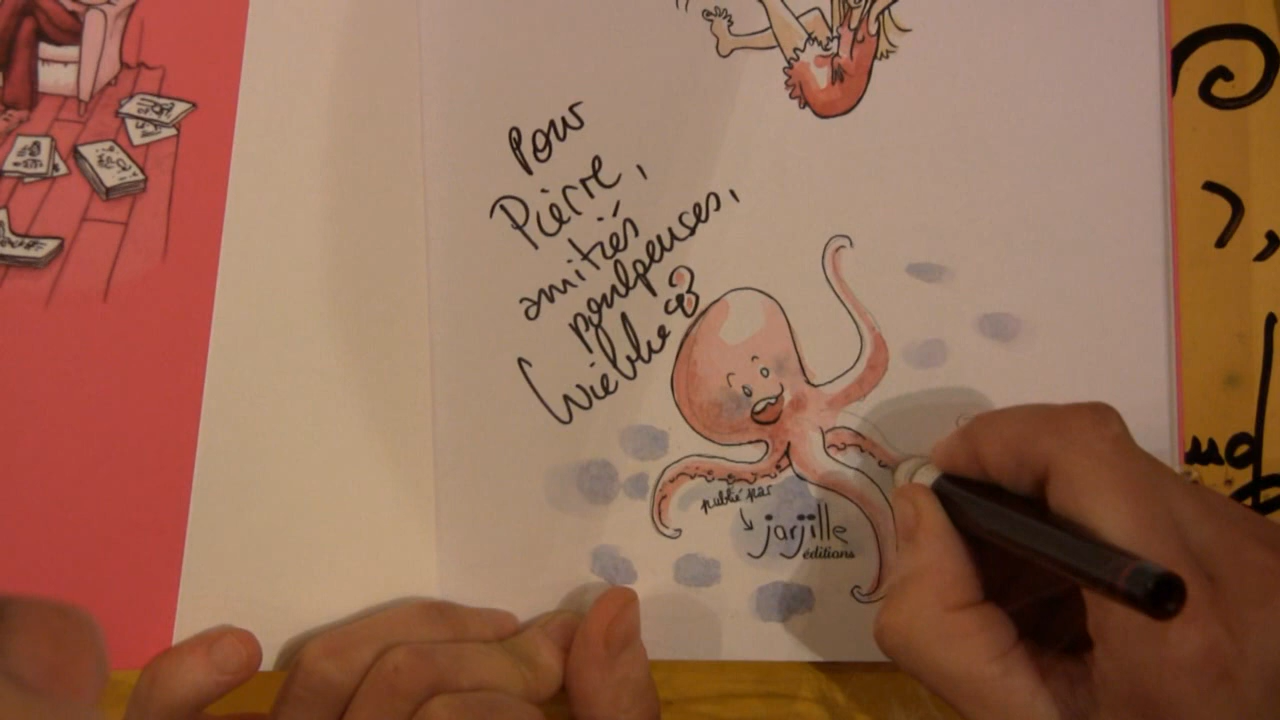 Pour
Pierre,
amitiés
poulpeuses,
Wiebke
publié par
jarjille
éditions